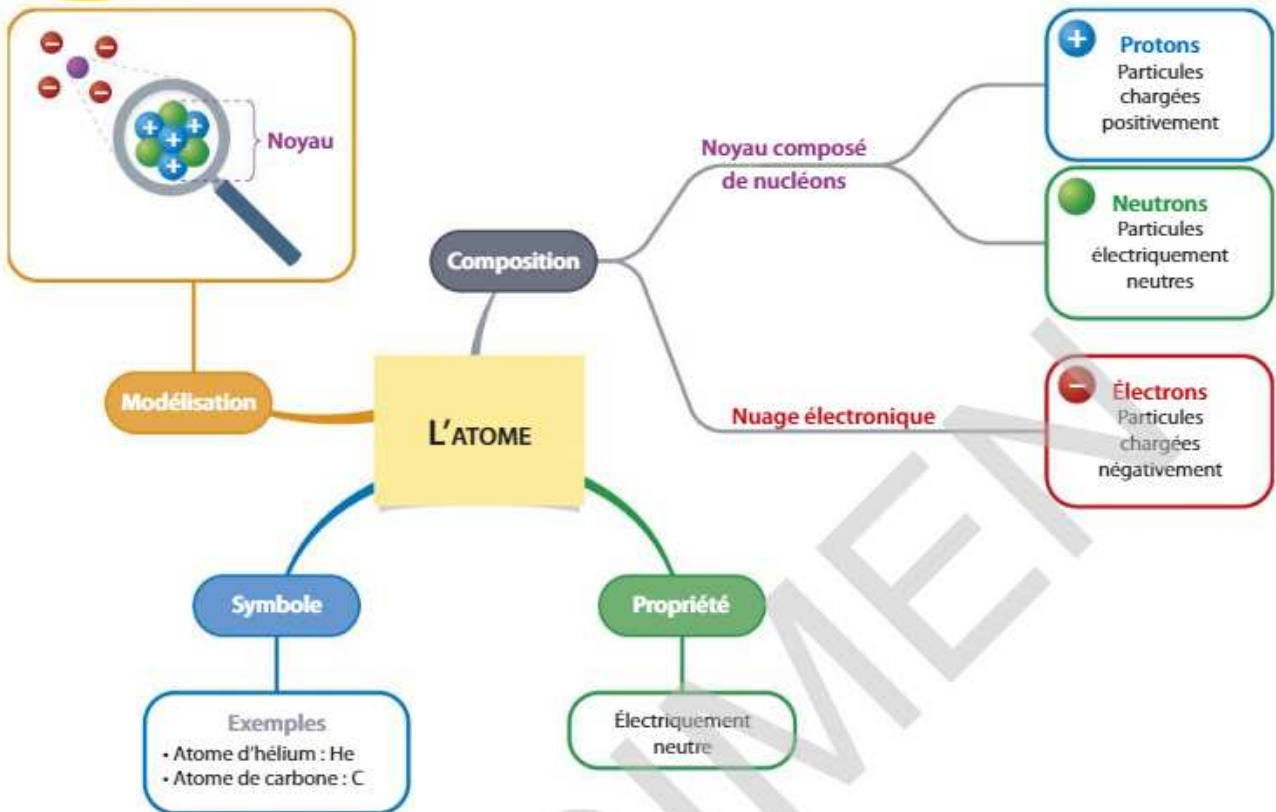 Noyau
Modélisation
L'ATOME
Composition
Noyau composé
de nucléons
+
Protons
Particules
chargées
positivement
Neutrons
Particules
électriquement
neutres
Nuage électronique
−
Électrons
Particules
chargées
négativement
Symbole
Exemples
• Atome d'hélium : He
• Atome de carbone : C
Propriété
Électriquement
neutre